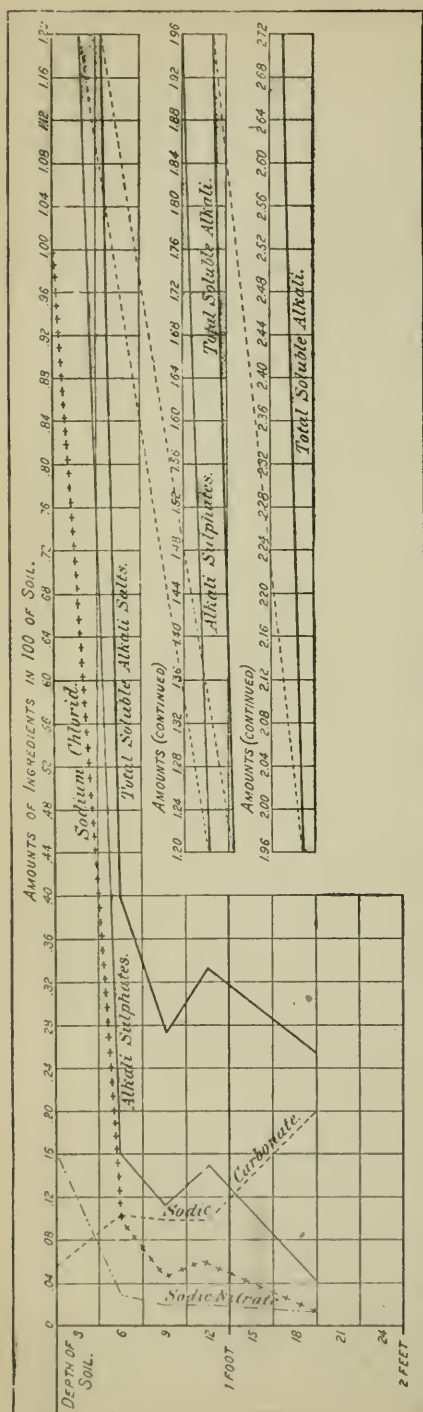 AMOUNTS OF INGREDIENTS IN 100 OF SOIL.
0 .04 .08 .12 .16 .20 .24 .28 .32 .36 .40 .44 .48 .52 .56 .60 .64 .68 .72 .76 .80 .84 .88 .92 .96 1.00 1.04 1.08 1.12 1.16 1.20
DEPTH OF
SOIL.
3
6
9
12
1 FOOT
15
18
21
24
2 FEET
Sodium Chlorid.
Alkali Sulphates.
Total Soluble Alkali Salts.
Sodic Carbonate.
Sodic Nitrate
AMOUNTS (CONTINUED)
1.20 1.24 1.28 1.32 1.36 1.40 1.44 1.48 1.52 1.56 1.60 1.64 1.68 1.72 1.76 1.80 1.84 1.88 1.92 1.96
Alkali Sulphates.
Total Soluble Alkali.
AMOUNTS (CONTINUED)
1.96 2.00 2.04 2.08 2.12 2.16 2.20 2.24 2.28 2.32 2.36 2.40 2.44 2.48 2.52 2.56 2.60 2.64 2.68 2.72
Total Soluble Alkali.